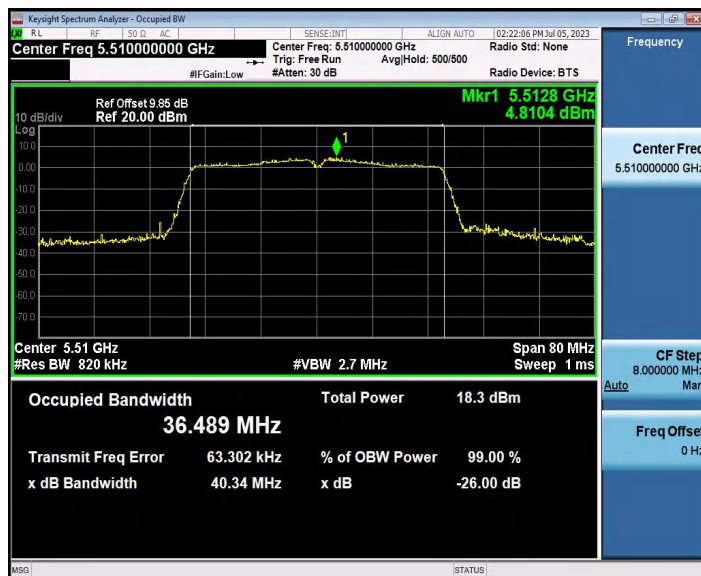 Keysight Spectrum Analyzer - Occupied BW
LXI RL RF 50 Ω AC SENSE:INT ALIGN AUTO 02:22:06 PM Jul 05, 2023
Center Freq 5.510000000 GHz
Center Freq: 5.510000000 GHz
Radio Std: None
Trig: Free Run Avg|Hold: 500/500
#IFGain:Low
#Atten: 30 dB
Radio Device: BTS
Ref Offset 9.85 dB
10 dB/div Ref 20.00 dBm
Mkr1 5.5128 GHz
4.8104 dBm
Log
10.0
0.00
-10.0
-20.0
-30.0
-40.0
-50.0
-60.0
-70.0
1
Center 5.51 GHz Span 80 MHz
#Res BW 820 kHz #VBW 2.7 MHz Sweep 1 ms
Occupied Bandwidth Total Power 18.3 dBm
36.489 MHz
Transmit Freq Error 63.302 kHz % of OBW Power 99.00 %
x dB Bandwidth 40.34 MHz x dB -26.00 dB
MSG STATUS
Frequency
Center Freq
5.510000000 GHz
CF Step
8.000000 MHz
Auto Man
Freq Offset
0 Hz